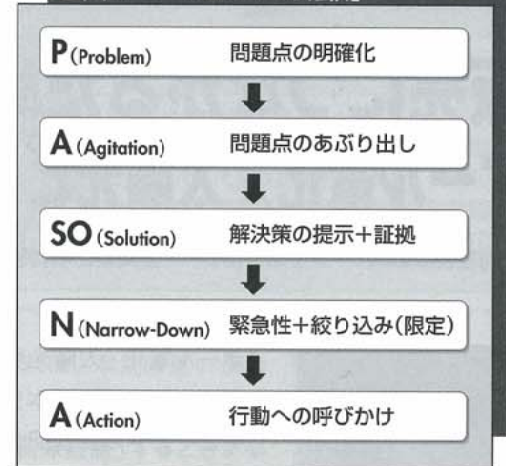 P(Problem) 問題点の明確化
A(Agitation) 問題点のあぶり出し
SO(Solution) 解決策の提示+証拠
N(Narrow-Down) 緊急性+絞り込み(限定)
A(Action) 行動への呼びかけ